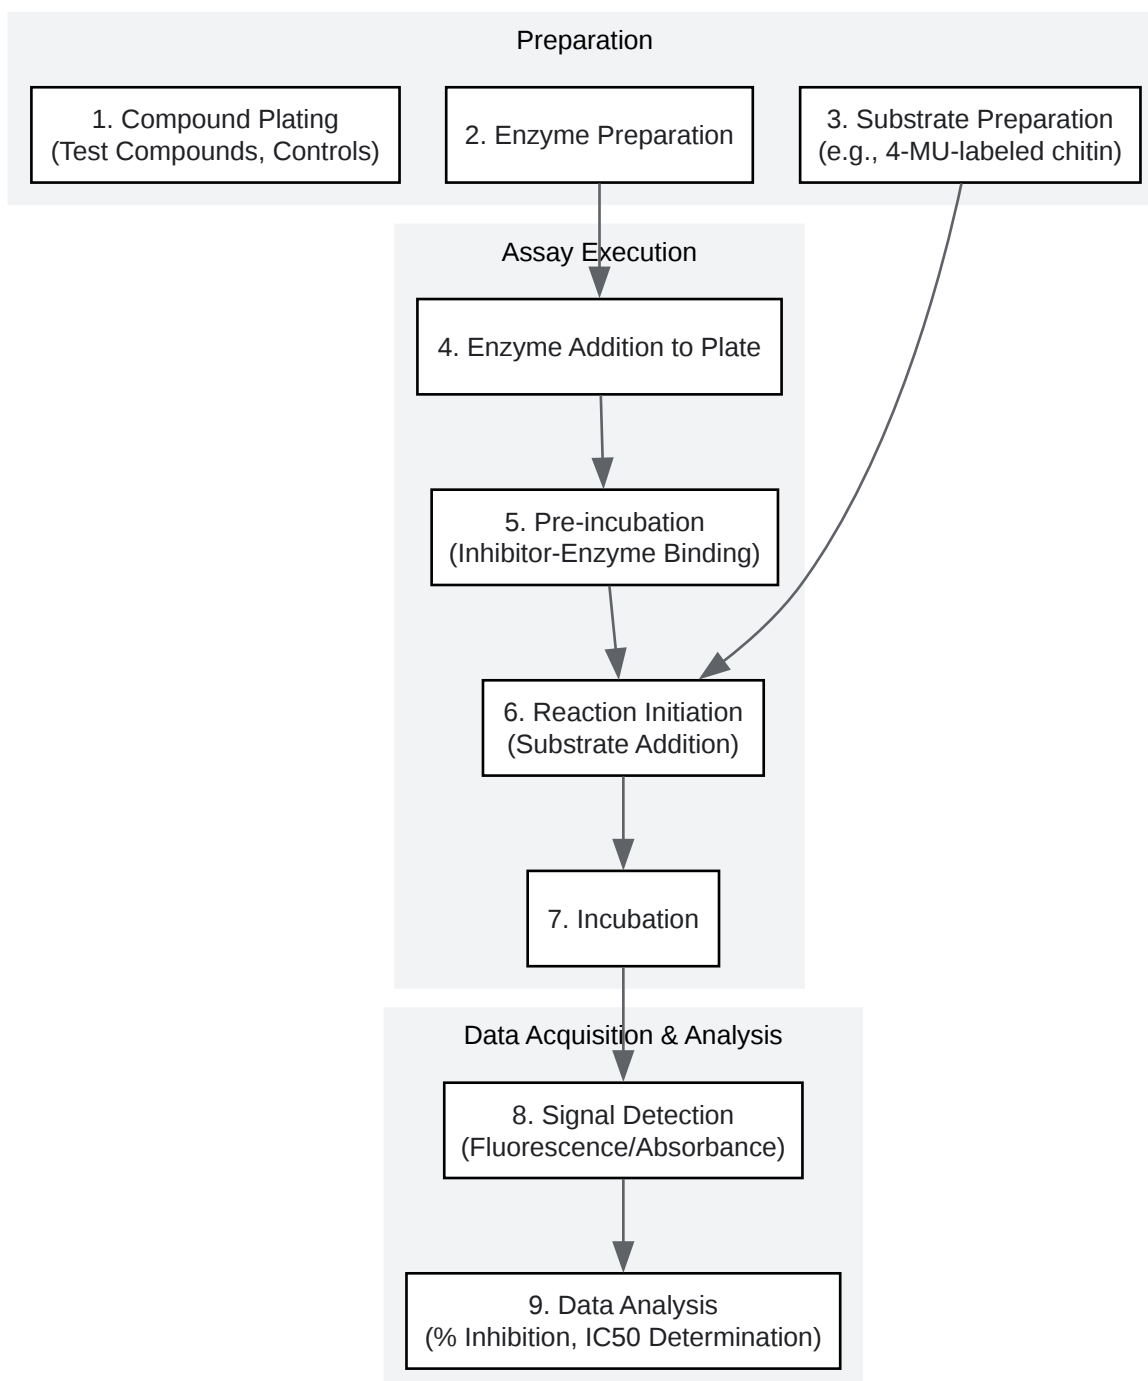 Preparation
1. Compound Plating
(Test Compounds, Controls)
2. Enzyme Preparation
3. Substrate Preparation
(e.g., 4-MU-labeled chitin)
Assay Execution
4. Enzyme Addition to Plate
5. Pre-incubation
(Inhibitor-Enzyme Binding)
6. Reaction Initiation
(Substrate Addition)
7. Incubation
Data Acquisition & Analysis
8. Signal Detection
(Fluorescence/Absorbance)
9. Data Analysis
(% Inhibition, IC50 Determination)